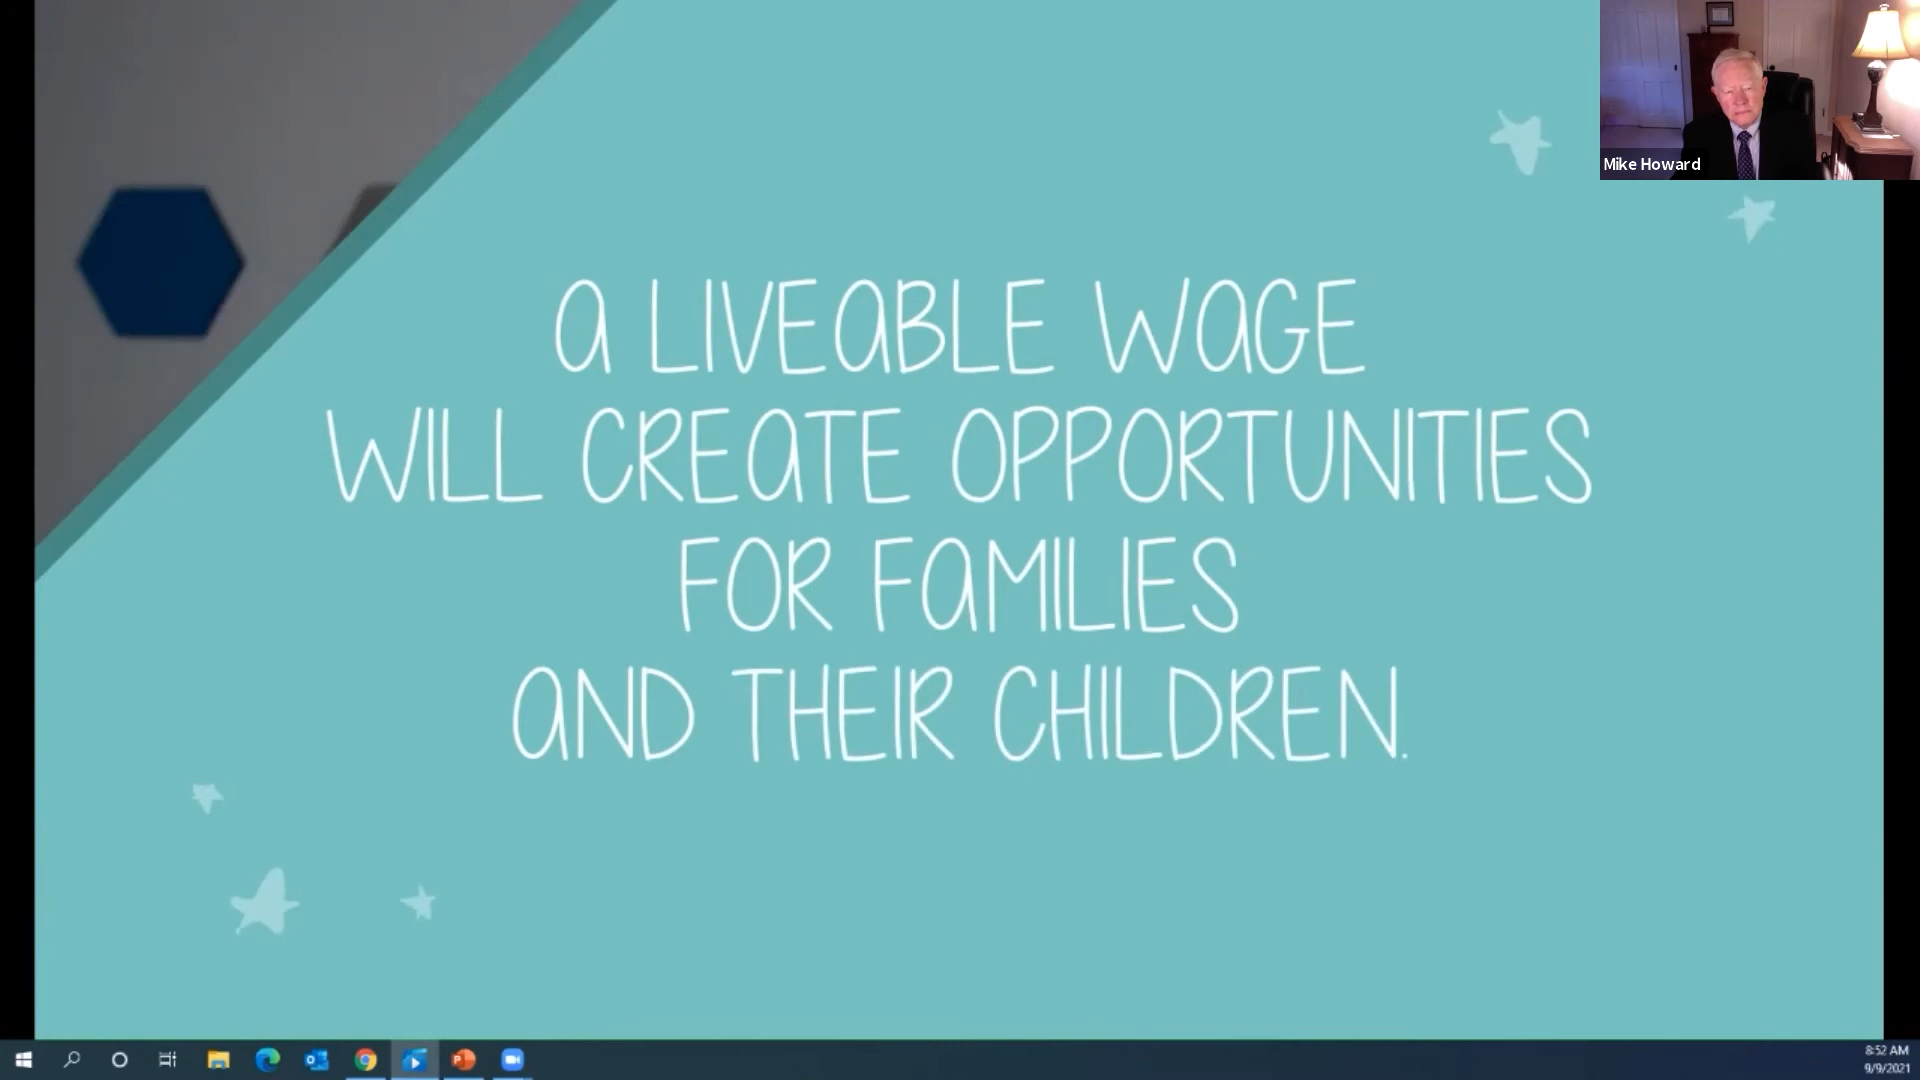 Mike Howard
A LIVEABLE WAGE
WILL CREATE OPPORTUNITIES
FOR FAMILIES
AND THEIR CHILDREN.
8:52 AM
9/9/2021